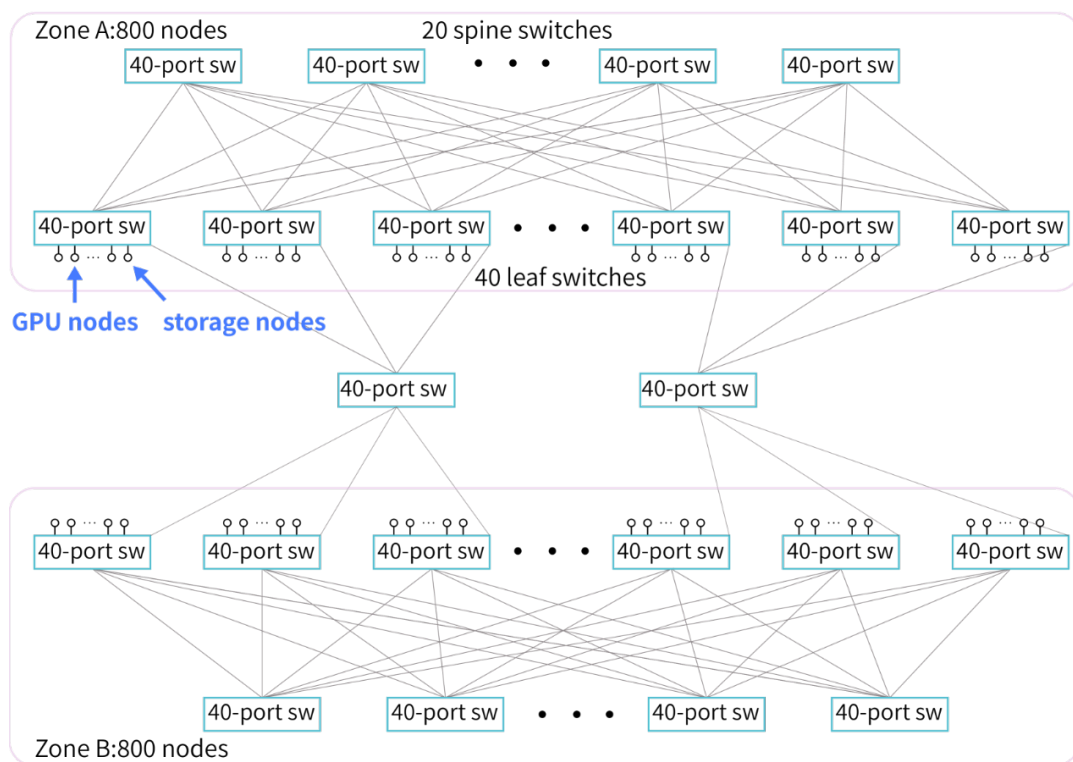 Zone A:800 nodes
20 spine switches
40-port sw 40-port sw • • • 40-port sw 40-port sw
40-port sw 40-port sw 40-port sw • • • 40-port sw 40-port sw 40-port sw
40 leaf switches
GPU nodes storage nodes
40-port sw 40-port sw
40-port sw 40-port sw 40-port sw • • • 40-port sw 40-port sw 40-port sw
40-port sw 40-port sw • • • 40-port sw 40-port sw
Zone B:800 nodes